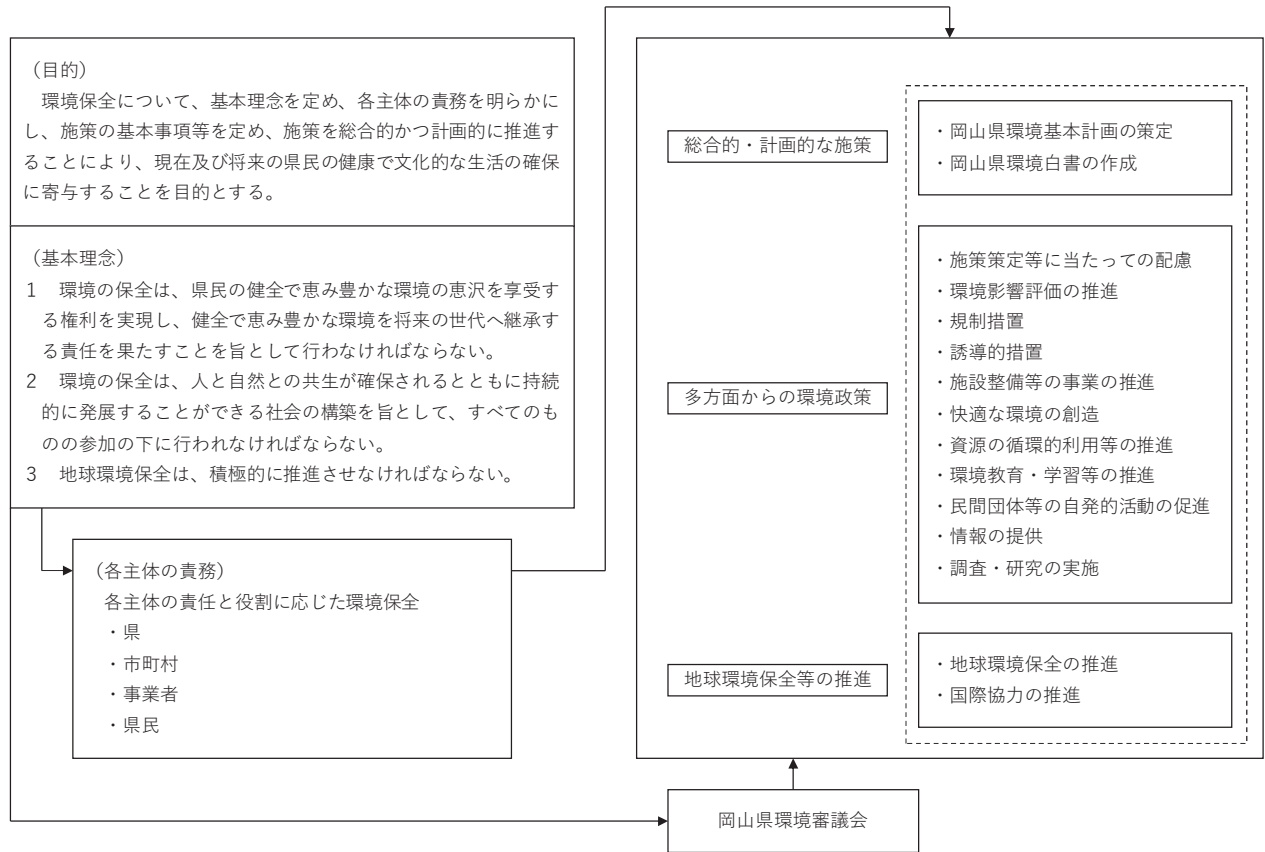 （目的）
環境保全について、基本理念を定め、各主体の責務を明らかに
し、施策の基本事項等を定め、施策を総合的かつ計画的に推進す
ることにより、現在及び将来の県民の健康で文化的な生活の確保
に寄与することを目的とする。
（基本理念）
1　環境の保全は、県民の健全で恵み豊かな環境の恵沢を享受す
る権利を実現し、健全で恵み豊かな環境を将来の世代へ継承す
る責任を果たすことを旨として行わなければならない。
2　環境の保全は、人と自然との共生が確保されるとともに持続
的に発展することができる社会の構築を旨として、すべてのも
のの参加の下に行われなければならない。
3　地球環境保全は、積極的に推進させなければならない。
（各主体の責務）
各主体の責任と役割に応じた環境保全
・県
・市町村
・事業者
・県民
総合的・計画的な施策
・岡山県環境基本計画の策定
・岡山県環境白書の作成
多方面からの環境政策
・施策策定等に当たっての配慮
・環境影響評価の推進
・規制措置
・誘導的措置
・施設整備等の事業の推進
・快適な環境の創造
・資源の循環的利用等の推進
・環境教育・学習等の推進
・民間団体等の自発的活動の促進
・情報の提供
・調査・研究の実施
地球環境保全等の推進
・地球環境保全の推進
・国際協力の推進
岡山県環境審議会